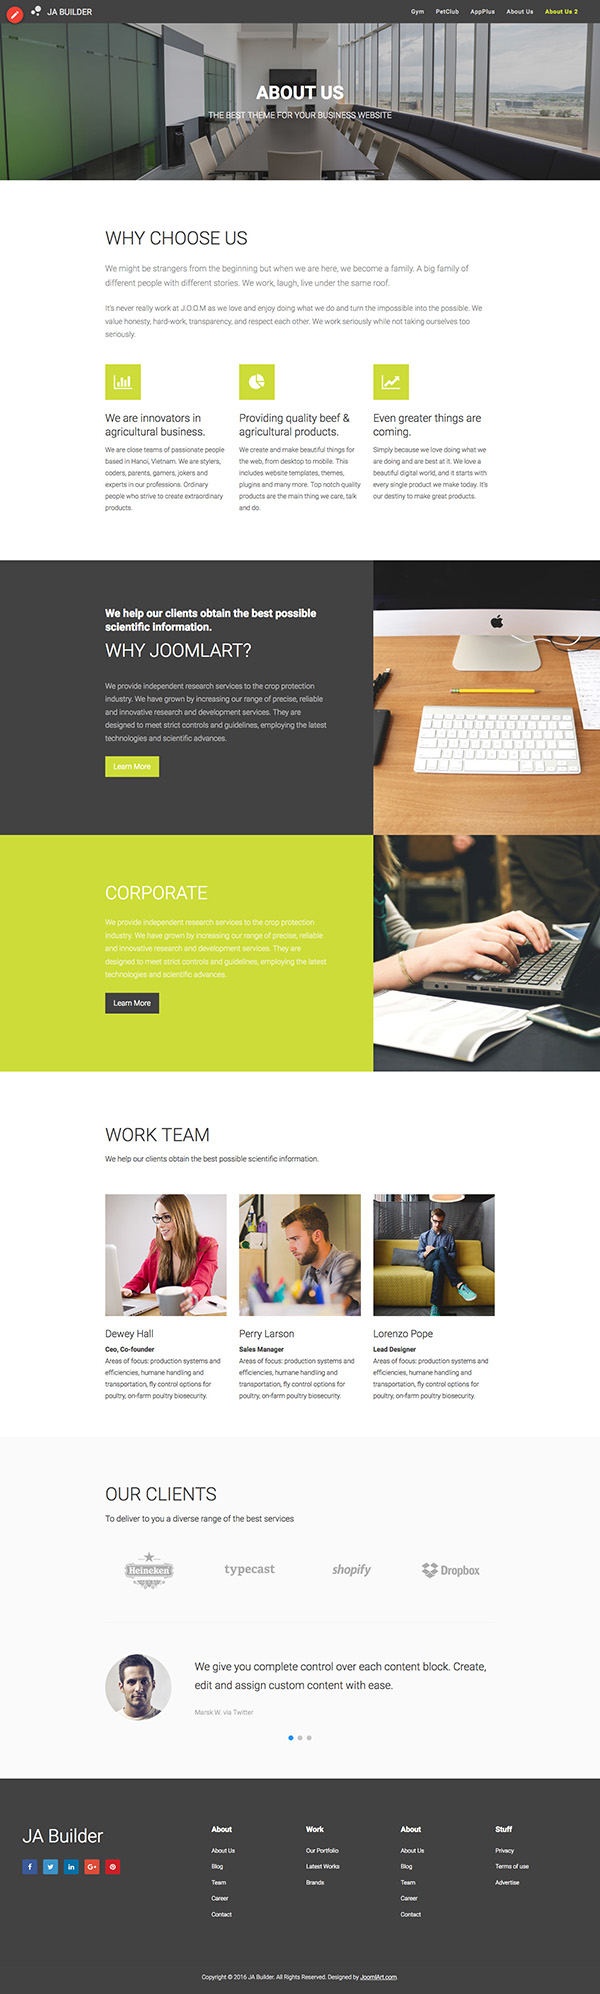 JA BUILDER
Gym
PetClub
AppPlus
About Us
About Us 2
ABOUT US
THE BEST THEME FOR YOUR BUSINESS WEBSITE
WHY CHOOSE US
We might be strangers from the beginning but when we are here, we become a family. A big family of
different people with different stories. We work, laugh, live under the same roof.
It's never really work at J.O.O.M as we love and enjoy doing what we do and turn the impossible into the possible. We
value honesty, hard-work, transparency, and respect each other. We work seriously while not taking ourselves too
seriously.
We are innovators in
agricultural business.
We are close teams of passionate people
based in Hanoi, Vietnam. We are stylers,
coders, parents, gamers, jokers and
experts in our professions. Ordinary
people who strive to create extraordinary
products.
Providing quality beef &
agricultural products.
We create and make beautiful things for
the web, from desktop to mobile. This
includes website templates, themes,
plugins and many more. Top notch quality
products are the main thing we care, talk
and do.
Even greater things are
coming.
Simply because we love doing what we
are doing and are best at it. We love a
beautiful digital world, and it starts with
every single product we make today. It's
our destiny to make great products.
We help our clients obtain the best possible
scientific information.
WHY JOOMLART?
We provide independent research services to the crop protection
industry. We have grown by increasing our range of precise, reliable
and innovative research and development services. They are
designed to meet strict controls and guidelines, employing the latest
technologies and scientific advances.
Learn More
CORPORATE
We provide independent research services to the crop protection
industry. We have grown by increasing our range of precise, reliable
and innovative research and development services. They are
designed to meet strict controls and guidelines, employing the latest
technologies and scientific advances.
Learn More
WORK TEAM
We help our clients obtain the best possible scientific information.
Dewey Hall
Ceo, Co-founder
Areas of focus: production systems and
efficiencies, humane handling and
transportation, fly control options for
poultry, on-farm poultry biosecurity.
Perry Larson
Sales Manager
Areas of focus: production systems and
efficiencies, humane handling and
transportation, fly control options for
poultry, on-farm poultry biosecurity.
Lorenzo Pope
Lead Designer
Areas of focus: production systems and
efficiencies, humane handling and
transportation, fly control options for
poultry, on-farm poultry biosecurity.
OUR CLIENTS
To deliver to you a diverse range of the best services
Heineken
typecast
shopify
Dropbox
We give you complete control over each content block. Create,
edit and assign custom content with ease.
Marsk W. via Twitter
JA Builder
About
About Us
Blog
Team
Career
Contact
Work
Our Portfolio
Latest Works
Brands
About
About Us
Blog
Team
Career
Contact
Stuff
Privacy
Terms of use
Advertise
Copyright © 2016 JA Builder. All Rights Reserved. Designed by JoomlArt.com.